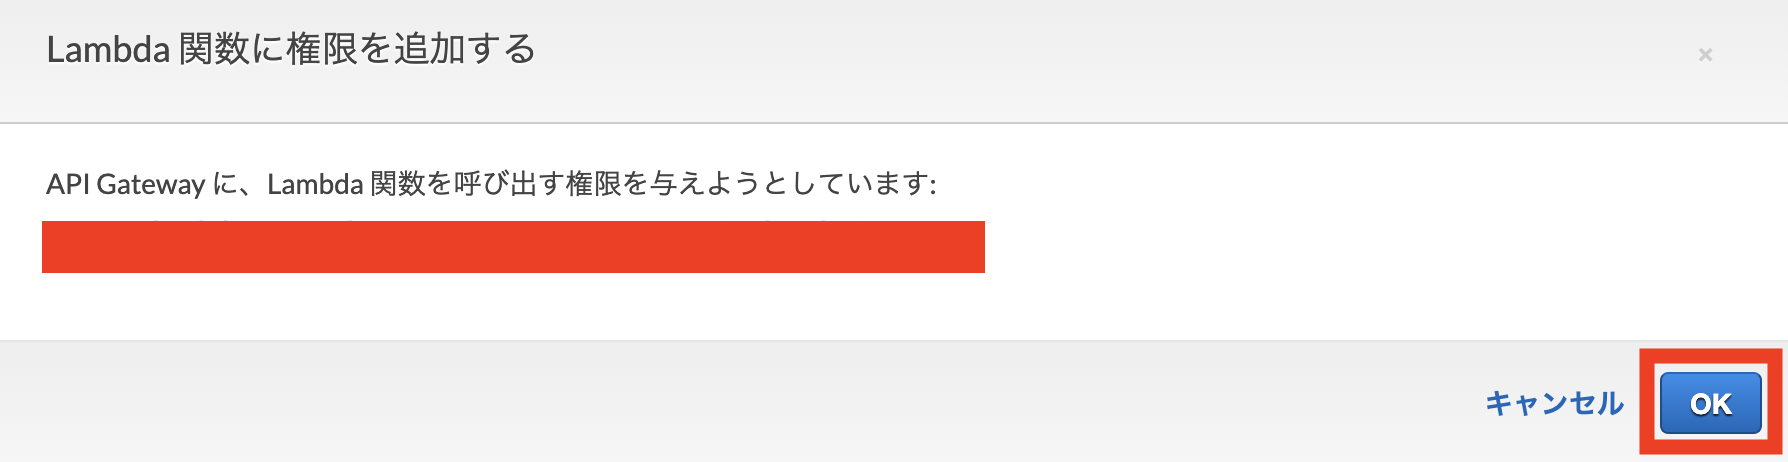 Lambda 関数に権限を追加する
×
API Gateway に、Lambda 関数を呼び出す権限を与えようとしています:
キャンセル
OK